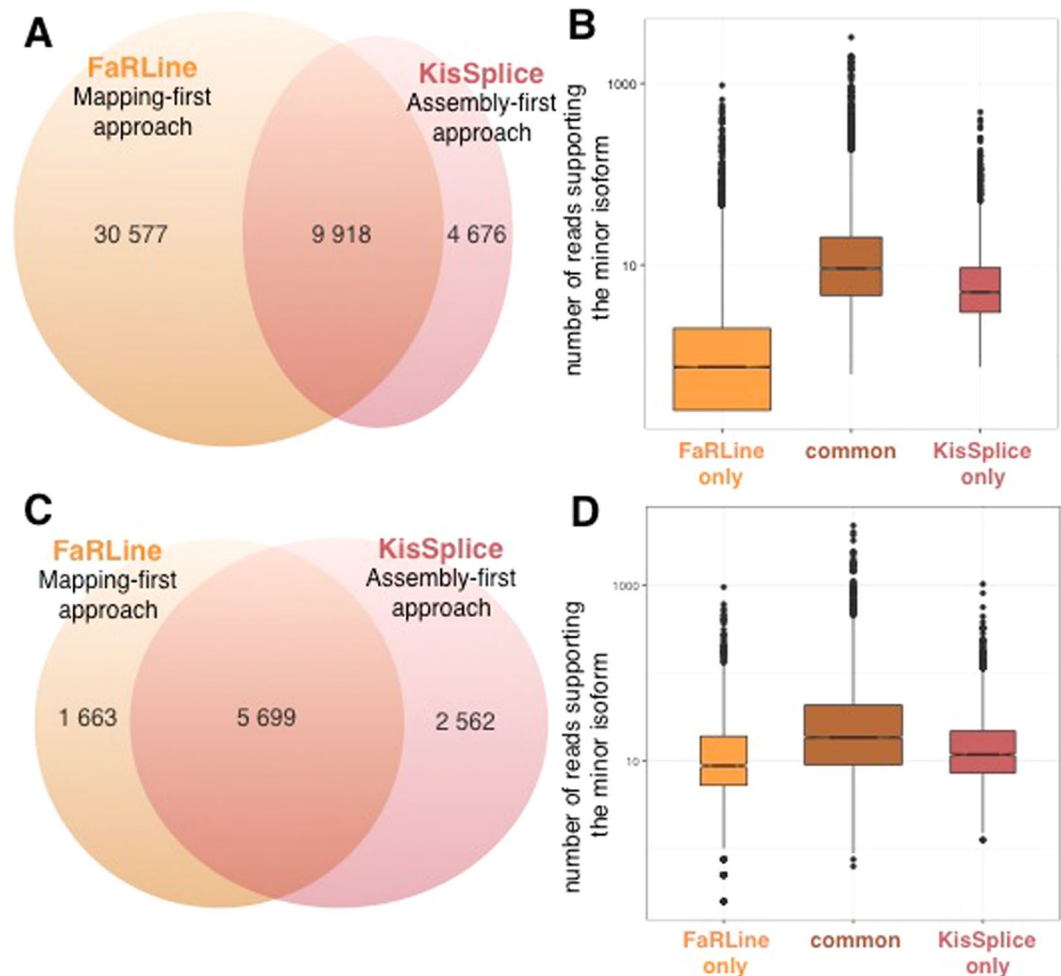 A
FaRLine
Mapping-first
approach
KisSplice
Assembly-first
approach
30 577
9 918
4 676
B
number of reads supporting
the minor isoform
1000
10
FaRLine
only
common
KisSplice
only
C
FaRLine
Mapping-first
approach
KisSplice
Assembly-first
approach
1 663
5 699
2 562
D
number of reads supporting
the minor isoform
1000
10
FaRLine
only
common
KisSplice
only